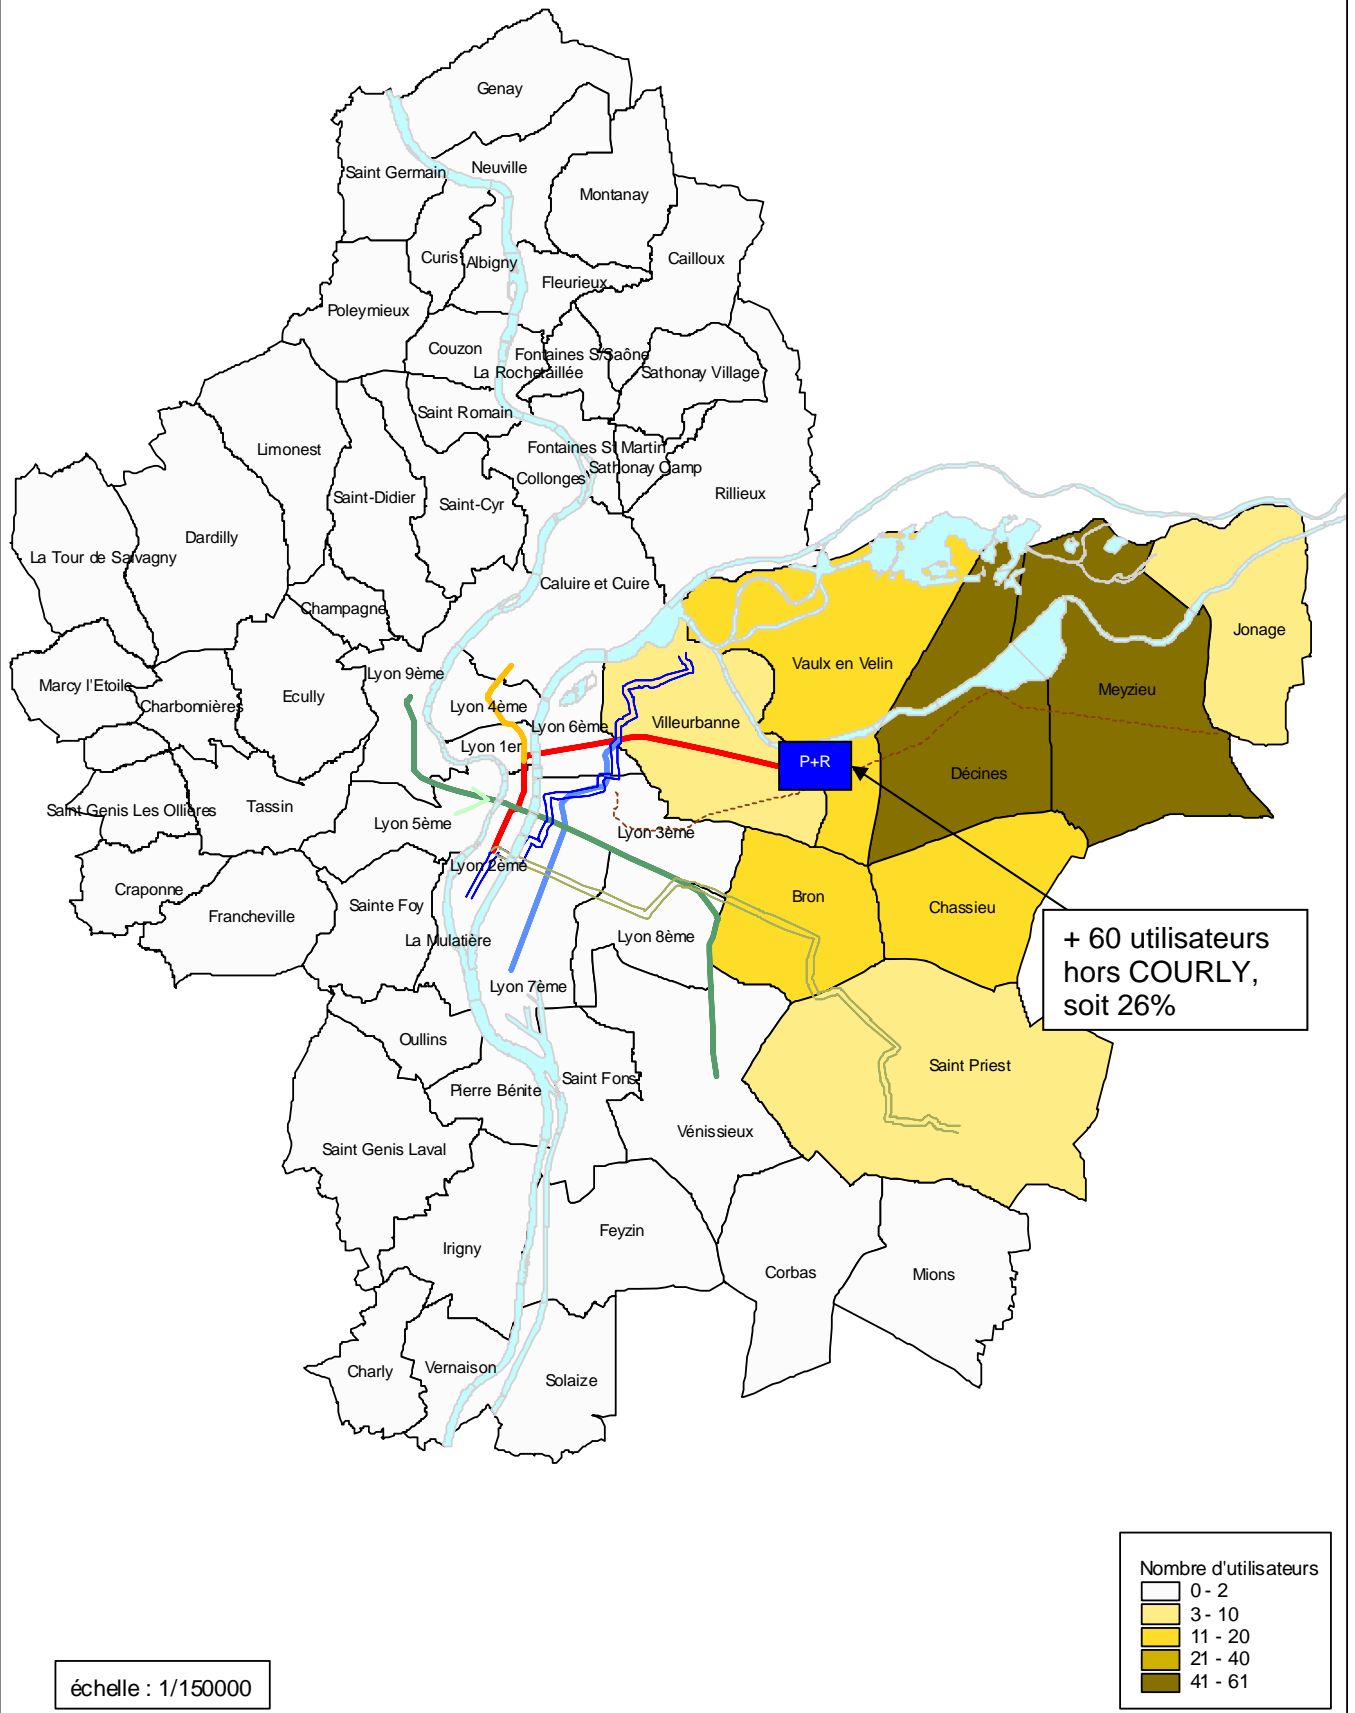 Genay
Saint Germain
Neuville
Montanay
Curis
Albigny
Cailloux
Fleurieux
Poleymieux
Couzon
Fontaines S/Saône
La Rochetaillée
Sathonay Village
Saint Romain
Limonest
Fontaines St Martin
Sathonay Camp
Collonges
Saint-Didier
Saint-Cyr
Rillieux
Dardilly
La Tour de Salvagny
Caluire et Cuire
Champagne
Jonage
Vaulx en Velin
Lyon 9ème
Marcy l'Etoile
Ecully
Meyzieu
Charbonnières
Lyon 4ème
Villeurbanne
Lyon 6ème
Lyon 1er
P+R
Décines
Saint Genis Les Ollières
Tassin
Lyon 5ème
Lyon 3ème
Lyon 2ème
Craponne
Bron
Sainte Foy
Chassieu
Francheville
La Mulatière
Lyon 8ème
+ 60 utilisateurs
hors COURLY,
soit 26%
Lyon 7ème
Oullins
Saint Priest
Saint Fons
Pierre Bénite
Vénissieux
Saint Genis Laval
Feyzin
Irigny
Corbas
Mions
Charly
Vernaison
Solaize
Nombre d'utilisateurs
0 - 2
3 - 10
11 - 20
21 - 40
41 - 61
échelle : 1/150000